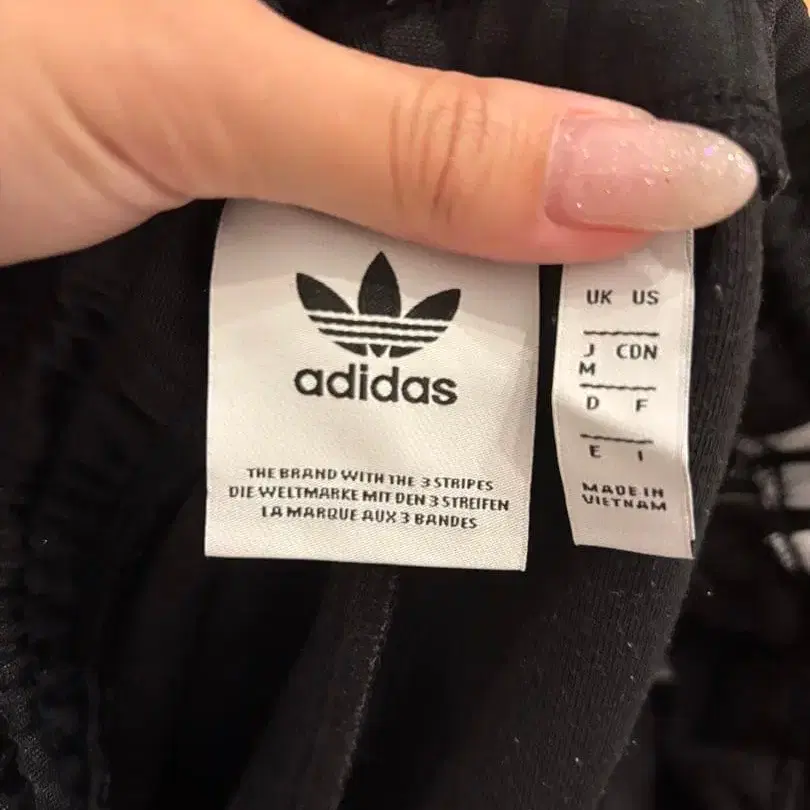 adidas
THE BRAND WITH THE 3 STRIPES
DIE WELTMARKE MIT DEN 3 STREIFEN
LA MARQUE AUX 3 BANDES
UK US
J CDN
M
D F
E I
MADE IN
VIETNAM